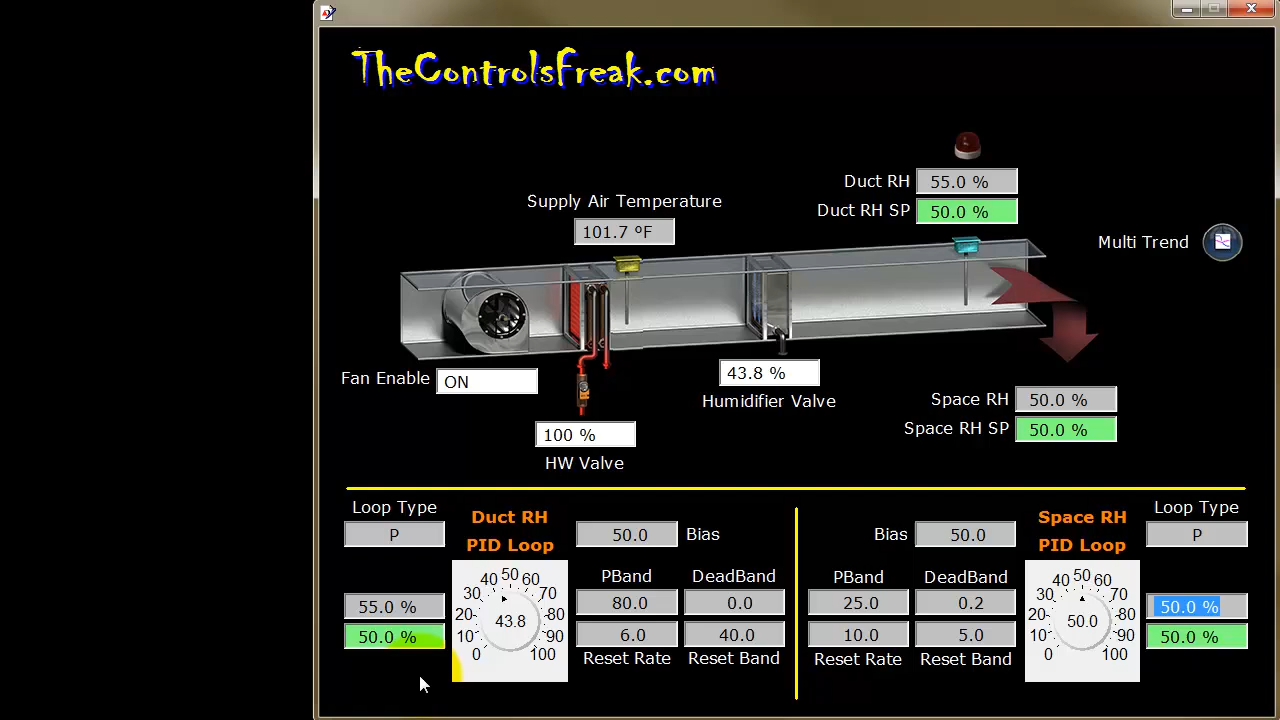 TheControlsFreak.com
Duct RH 55.0 %
Duct RH SP 50.0 %
Supply Air Temperature
101.7 ºF
Multi Trend
Fan Enable ON
43.8 %
Humidifier Valve
100 %
HW Valve
Space RH 50.0 %
Space RH SP 50.0 %
Loop Type
P
Duct RH
PID Loop
50.0 Bias
55.0 %
50.0 %
0 10 20 30 40 50 60 70 80 90 100
43.8
PBand DeadBand
80.0 0.0
6.0 40.0
Reset Rate Reset Band
Bias 50.0
Space RH
PID Loop
Loop Type
P
PBand DeadBand
25.0 0.2
10.0 5.0
Reset Rate Reset Band
0 10 20 30 40 50 60 70 80 90 100
50.0
50.0 %
50.0 %